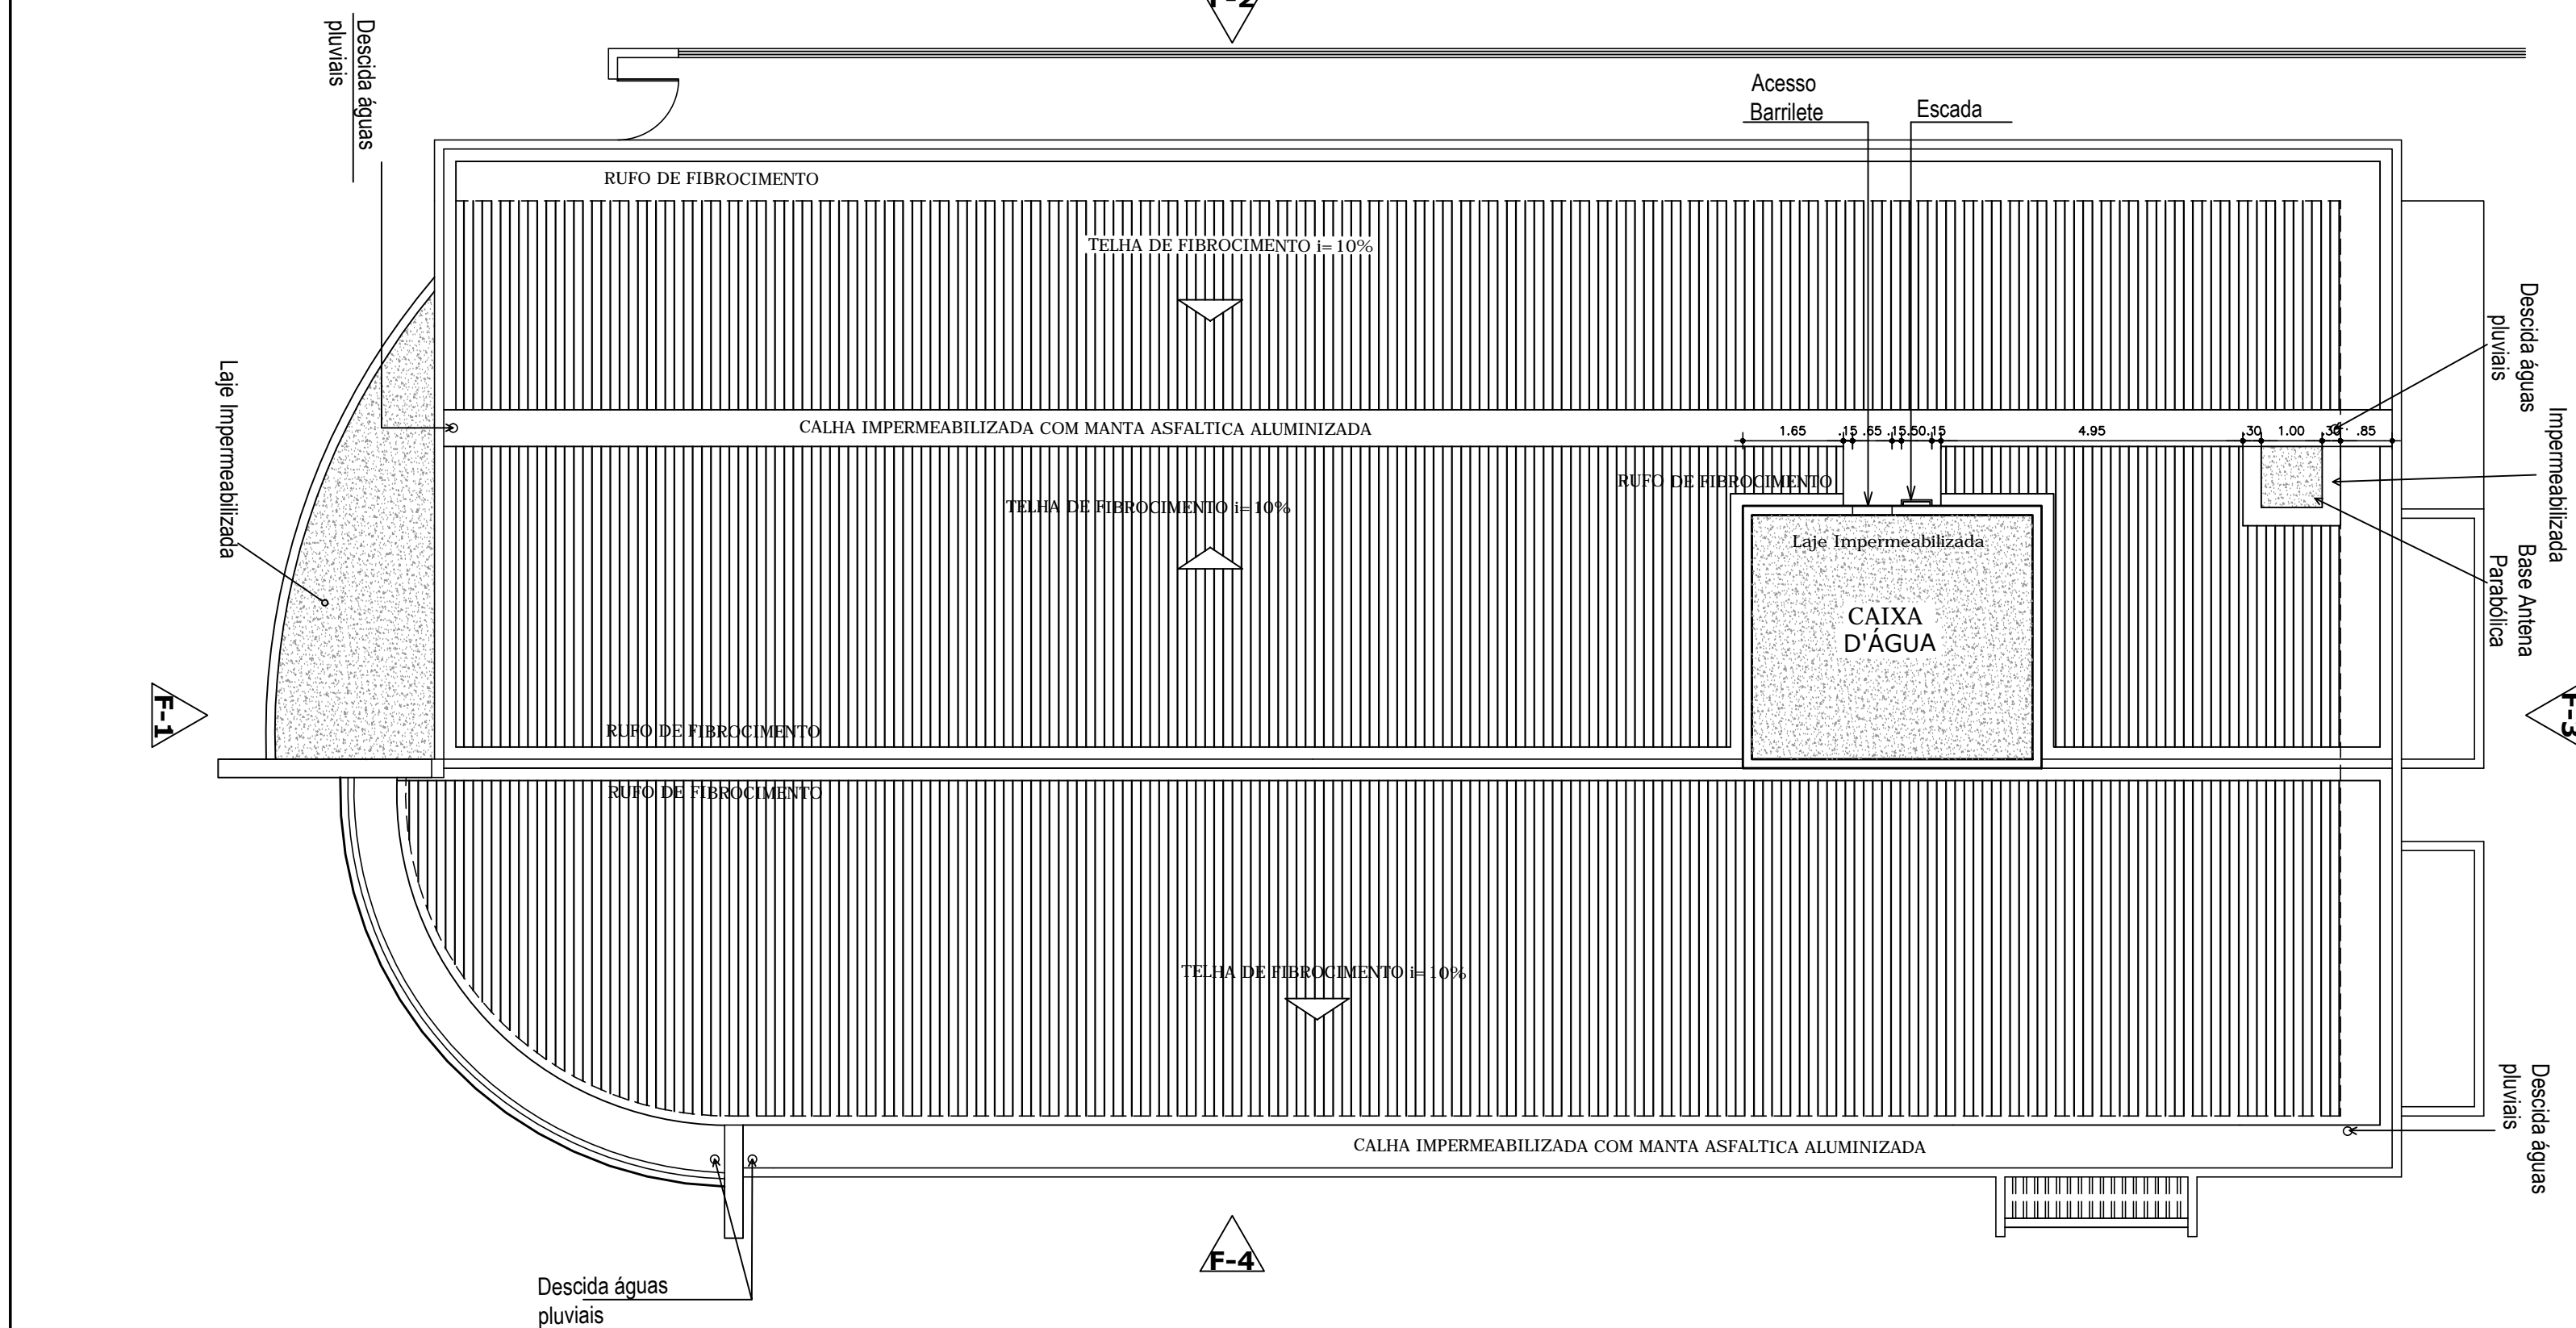 F-2
Descida águas
pluviais
Acesso
Barrilete
Escada
RUFO DE FIBROCIMENTO
TELHA DE FIBROCIMENTO i=10%
Descida águas
pluviais
Impermeabilizada
CALHA IMPERMEABILIZADA COM MANTA ASFALTICA ALUMINIZADA
1.65 .15 .65 .15 .50 .15 4.95 .30 1.00 .30 .85
Laje Impermeabilizada
RUFO DE FIBROCIMENTO
TELHA DE FIBROCIMENTO i=10%
Laje Impermeabilizada
Base Antena
Parabólica
CAIXA
D'ÁGUA
F-1
F-3
RUFO DE FIBROCIMENTO
RUFO DE FIBROCIMENTO
TELHA DE FIBROCIMENTO i=10%
Descida águas
pluviais
CALHA IMPERMEABILIZADA COM MANTA ASFALTICA ALUMINIZADA
F-4
Descida águas
pluviais